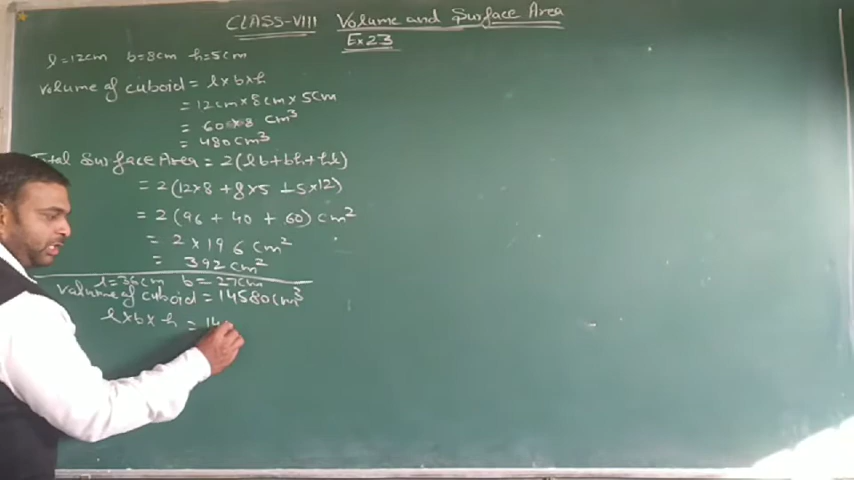 CLASS-VIII Volume and Surface Area
Ex 23
l=12cm b=8cm h=5cm
volume of cuboid = l×b×h
= 12cm × 8cm × 5cm
= 60 × 8 cm³
= 480 cm³
Total Surface Area = 2(lb+bh+hl)
= 2(12×8 + 8×5 + 5×12)
= 2(96 + 40 + 60) cm²
= 2 × 196 cm²
= 392 cm²
l=36cm b=27cm
volume of cuboid = 14580cm³
l×b×h = 14